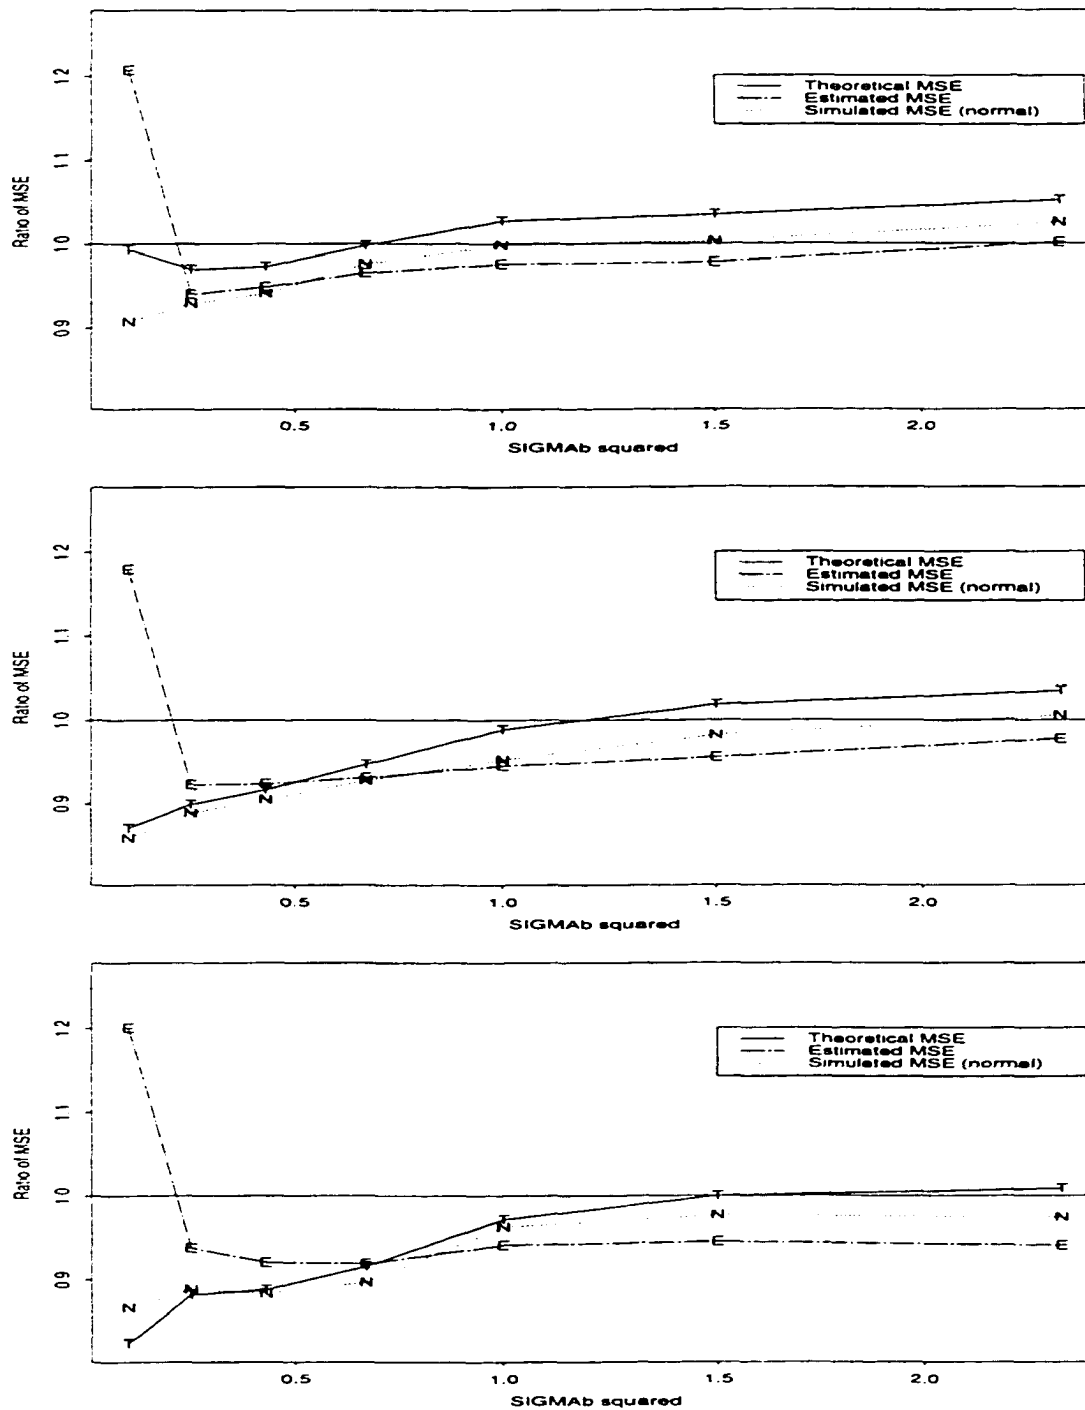 1.2
1.1
1.0
0.9
Ratio of MSE
Theoretical MSE
Estimated MSE
Simulated MSE (normal)
E
T
N
T
E
N
T
E
N
T
N
E
T
N
E
T
N
E
T
N
E
0.5
1.0
1.5
2.0
SIGMAb squared
1.2
1.1
1.0
0.9
Ratio of MSE
Theoretical MSE
Estimated MSE
Simulated MSE (normal)
E
T
N
E
T
N
E
T
N
T
E
N
T
N
E
T
N
E
T
N
E
0.5
1.0
1.5
2.0
SIGMAb squared
1.2
1.1
1.0
0.9
Ratio of MSE
Theoretical MSE
Estimated MSE
Simulated MSE (normal)
E
N
T
E
N
T
E
T
N
E
T
N
T
N
E
T
N
E
T
N
E
0.5
1.0
1.5
2.0
SIGMAb squared